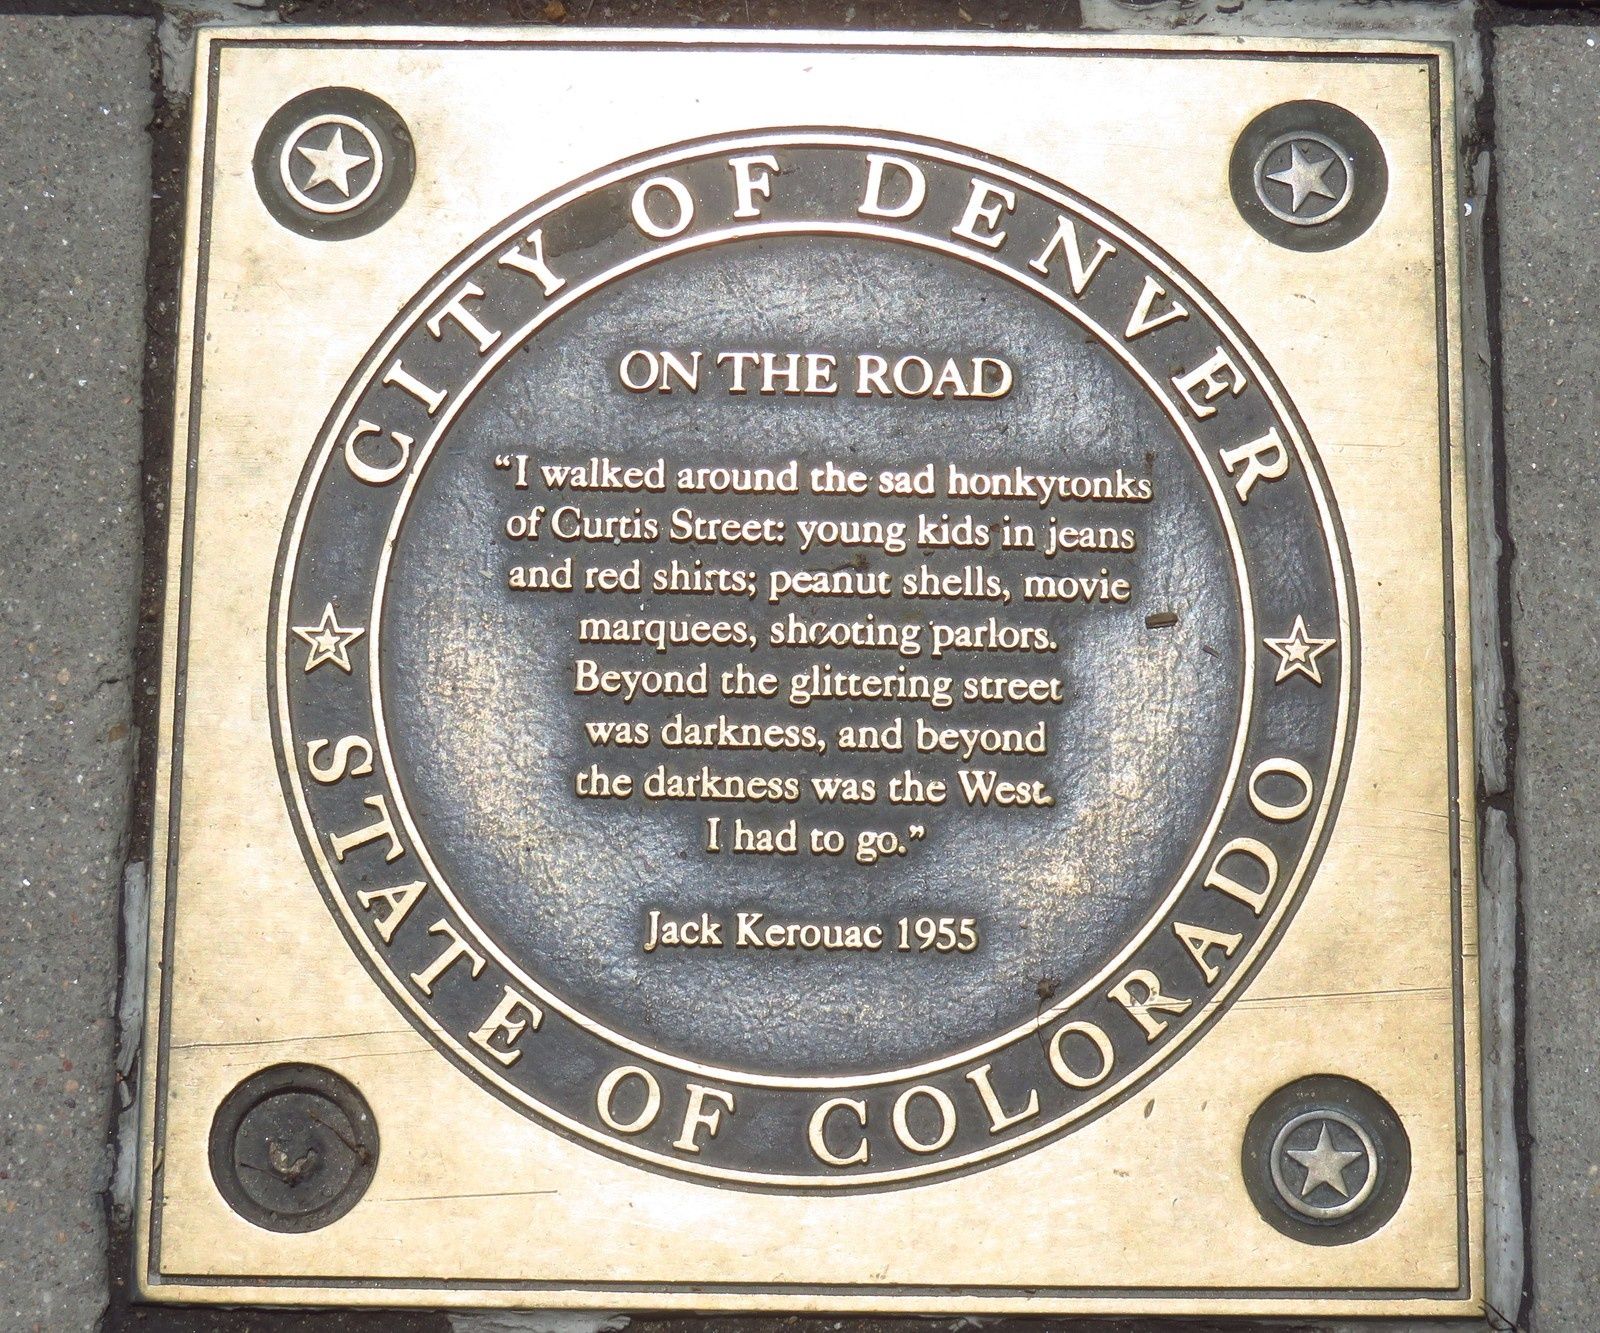 CITY OF DENVER
ON THE ROAD
“I walked around the sad honkytonks
of Curtis Street: young kids in jeans
and red shirts; peanut shells, movie
marquees, shooting parlors.
Beyond the glittering street
was darkness, and beyond
the darkness was the West.
I had to go.”
Jack Kerouac 1955
STATE OF COLORADO